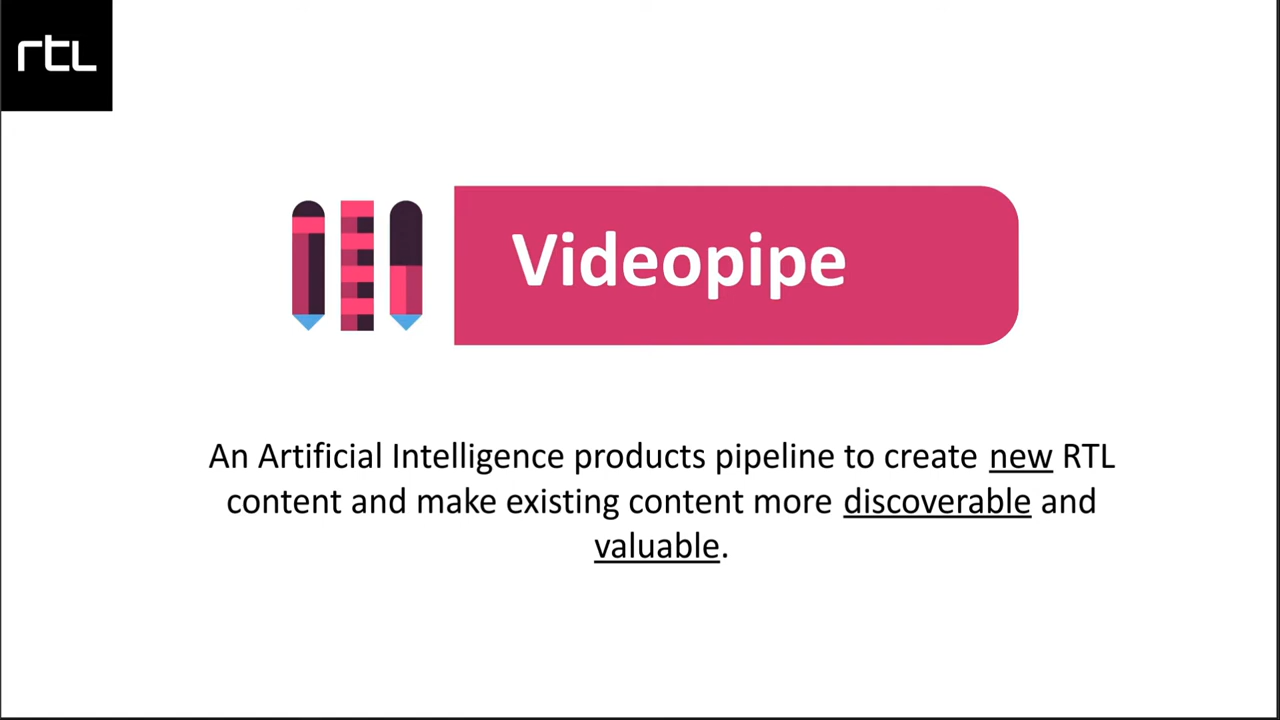 rtl
Videopipe
An Artificial Intelligence products pipeline to create new RTL
content and make existing content more discoverable and
valuable.